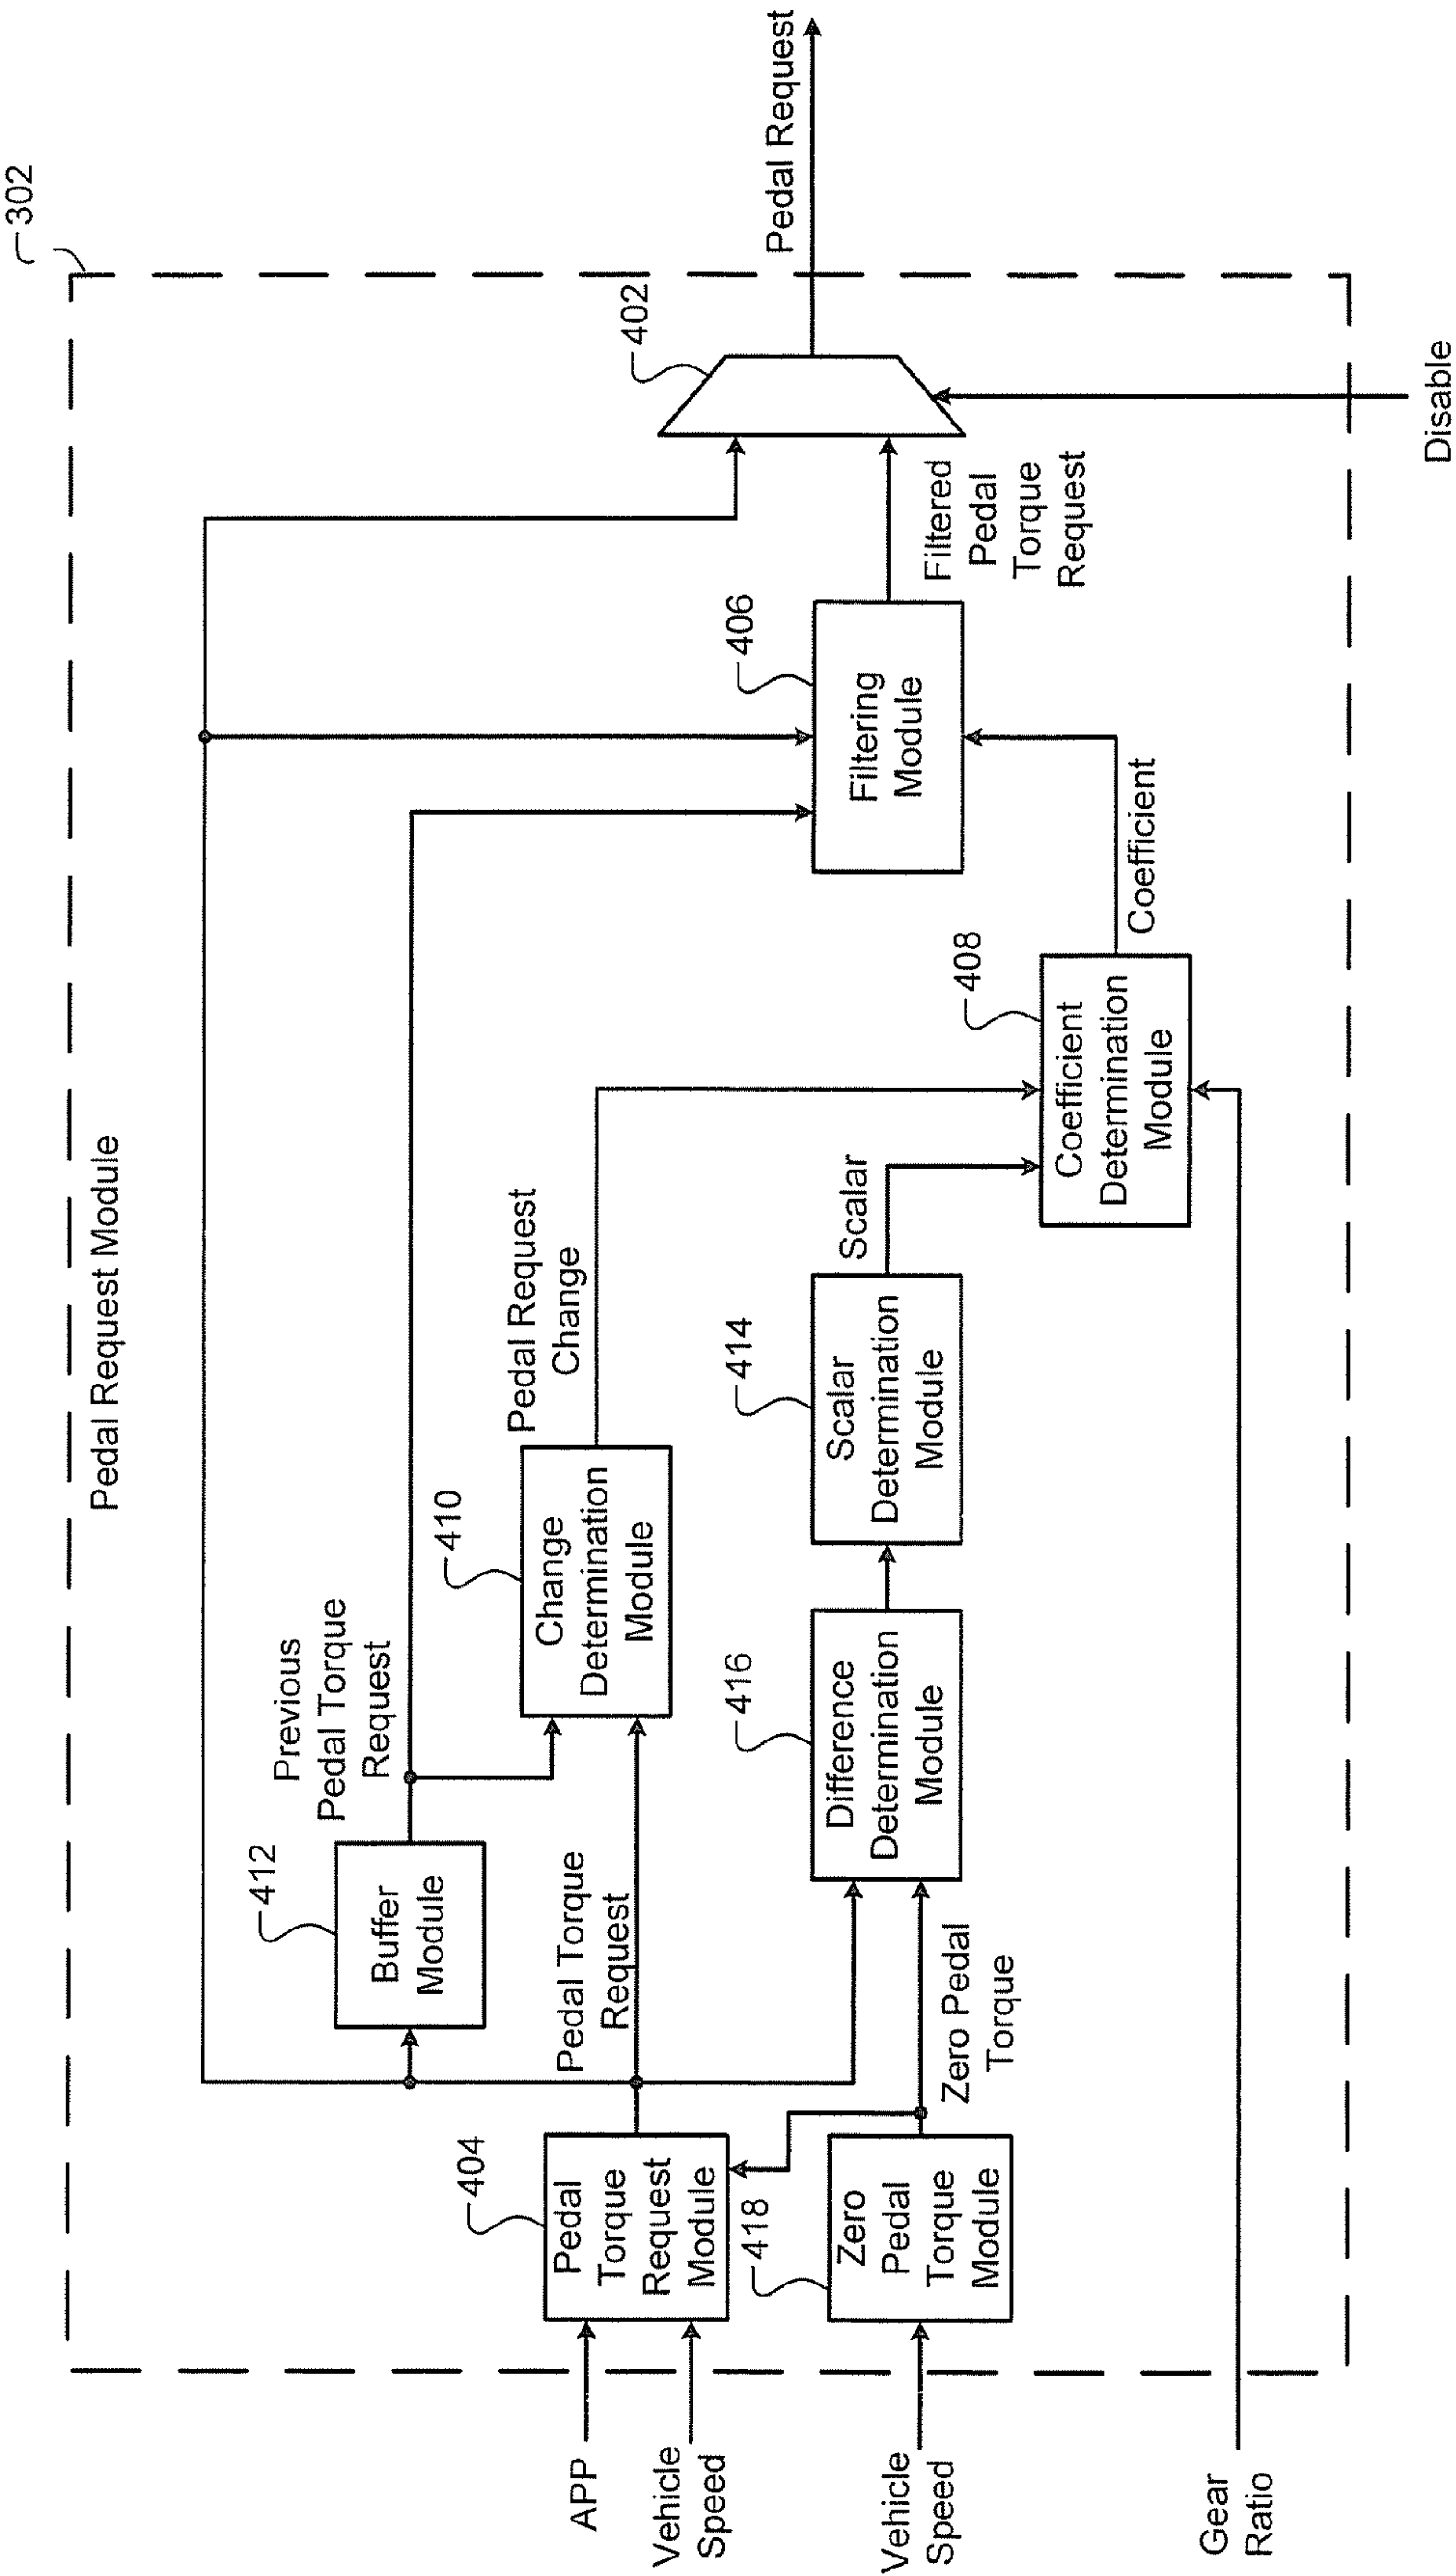 302
Pedal Request Module
Pedal Request
402
412
Buffer
Module
Previous
Pedal Torque
Request
410
Change
Determination
Module
Pedal Request
Change
406
Filtering
Module
Filtered
Pedal
Torque
Request
404
Pedal
Torque
Request
Module
Pedal Torque
Request
APP
Vehicle
Speed
418
Zero
Pedal
Torque
Module
Zero Pedal
Torque
Vehicle
Speed
416
Difference
Determination
Module
414
Scalar
Determination
Module
Scalar
408
Coefficient
Determination
Module
Coefficient
Gear
Ratio
Disable